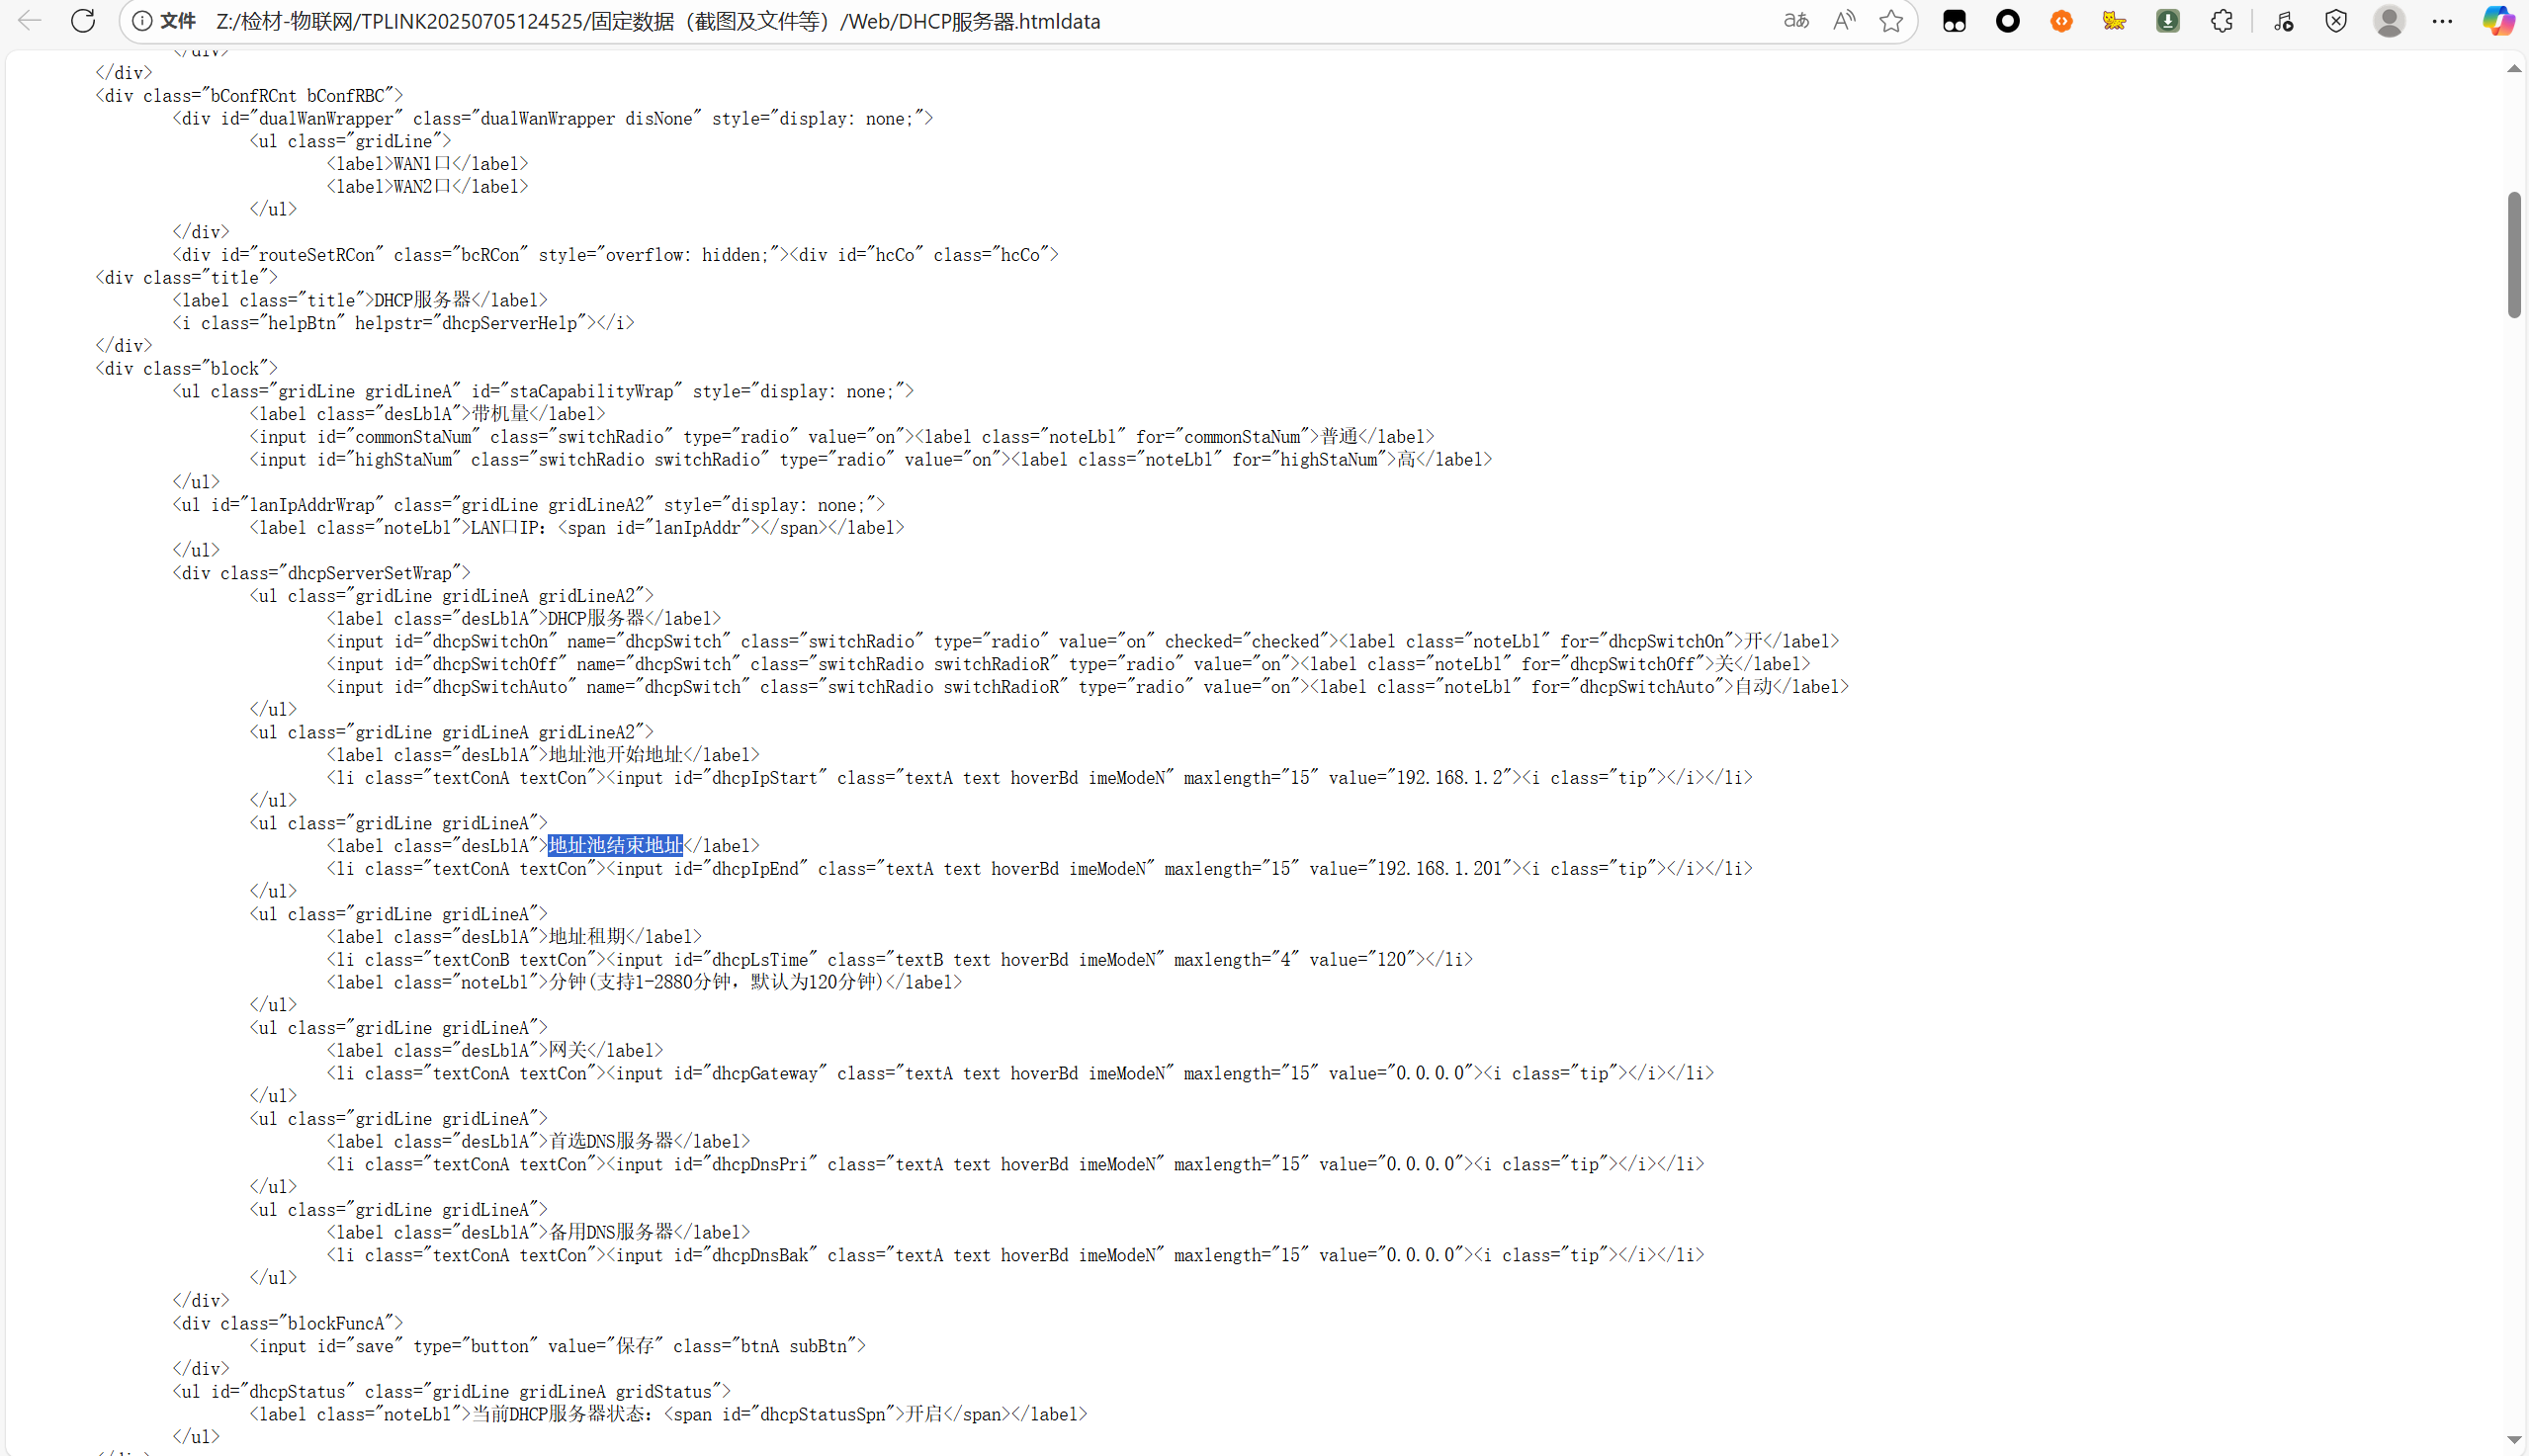 文件 Z:/检材-物联网/TPLINK20250705124525/固定数据（截图及文件等）/Web/DHCP服务器.htmldata
</div>
</div>
<div class="bConfRCnt bConfRBC">
<div id="dualWanWrapper" class="dualWanWrapper disNone" style="display: none;">
<ul class="gridLine">
<label>WAN1口</label>
<label>WAN2口</label>
</ul>
</div>
<div id="routeSetRCon" class="bcRCon" style="overflow: hidden;"><div id="hcCo" class="hcCo">
<div class="title">
<label class="title">DHCP服务器</label>
<i class="helpBtn" helpstr="dhcpServerHelp"></i>
</div>
<div class="block">
<ul class="gridLine gridLineA" id="staCapabilityWrap" style="display: none;">
<label class="desLblA">带机量</label>
<input id="commonStaNum" class="switchRadio" type="radio" value="on"><label class="noteLbl" for="commonStaNum">普通</label>
<input id="highStaNum" class="switchRadio switchRadio" type="radio" value="on"><label class="noteLbl" for="highStaNum">高</label>
</ul>
<ul id="lanIpAddrWrap" class="gridLine gridLineA2" style="display: none;">
<label class="noteLbl">LAN口IP：<span id="lanIpAddr"></span></label>
</ul>
<div class="dhcpServerSetWrap">
<ul class="gridLine gridLineA gridLineA2">
<label class="desLblA">DHCP服务器</label>
<input id="dhcpSwitchOn" name="dhcpSwitch" class="switchRadio" type="radio" value="on" checked="checked"><label class="noteLbl" for="dhcpSwitchOn">开</label>
<input id="dhcpSwitchOff" name="dhcpSwitch" class="switchRadio switchRadioR" type="radio" value="on"><label class="noteLbl" for="dhcpSwitchOff">关</label>
<input id="dhcpSwitchAuto" name="dhcpSwitch" class="switchRadio switchRadioR" type="radio" value="on"><label class="noteLbl" for="dhcpSwitchAuto">自动</label>
</ul>
<ul class="gridLine gridLineA gridLineA2">
<label class="desLblA">地址池开始地址</label>
<li class="textConA textCon"><input id="dhcpIpStart" class="textA text hoverBd imeModeN" maxlength="15" value="192.168.1.2"><i class="tip"></i></li>
</ul>
<ul class="gridLine gridLineA">
<label class="desLblA">地址池结束地址</label>
<li class="textConA textCon"><input id="dhcpIpEnd" class="textA text hoverBd imeModeN" maxlength="15" value="192.168.1.201"><i class="tip"></i></li>
</ul>
<ul class="gridLine gridLineA">
<label class="desLblA">地址租期</label>
<li class="textConB textCon"><input id="dhcpLsTime" class="textB text hoverBd imeModeN" maxlength="4" value="120"></li>
<label class="noteLbl">分钟(支持1-2880分钟，默认为120分钟)</label>
</ul>
<ul class="gridLine gridLineA">
<label class="desLblA">网关</label>
<li class="textConA textCon"><input id="dhcpGateway" class="textA text hoverBd imeModeN" maxlength="15" value="0.0.0.0"><i class="tip"></i></li>
</ul>
<ul class="gridLine gridLineA">
<label class="desLblA">首选DNS服务器</label>
<li class="textConA textCon"><input id="dhcpDnsPri" class="textA text hoverBd imeModeN" maxlength="15" value="0.0.0.0"><i class="tip"></i></li>
</ul>
<ul class="gridLine gridLineA">
<label class="desLblA">备用DNS服务器</label>
<li class="textConA textCon"><input id="dhcpDnsBak" class="textA text hoverBd imeModeN" maxlength="15" value="0.0.0.0"><i class="tip"></i></li>
</ul>
</div>
<div class="blockFuncA">
<input id="save" type="button" value="保存" class="btnA subBtn">
</div>
<ul id="dhcpStatus" class="gridLine gridLineA gridStatus">
<label class="noteLbl">当前DHCP服务器状态：<span id="dhcpStatusSpn">开启</span></label>
</ul>